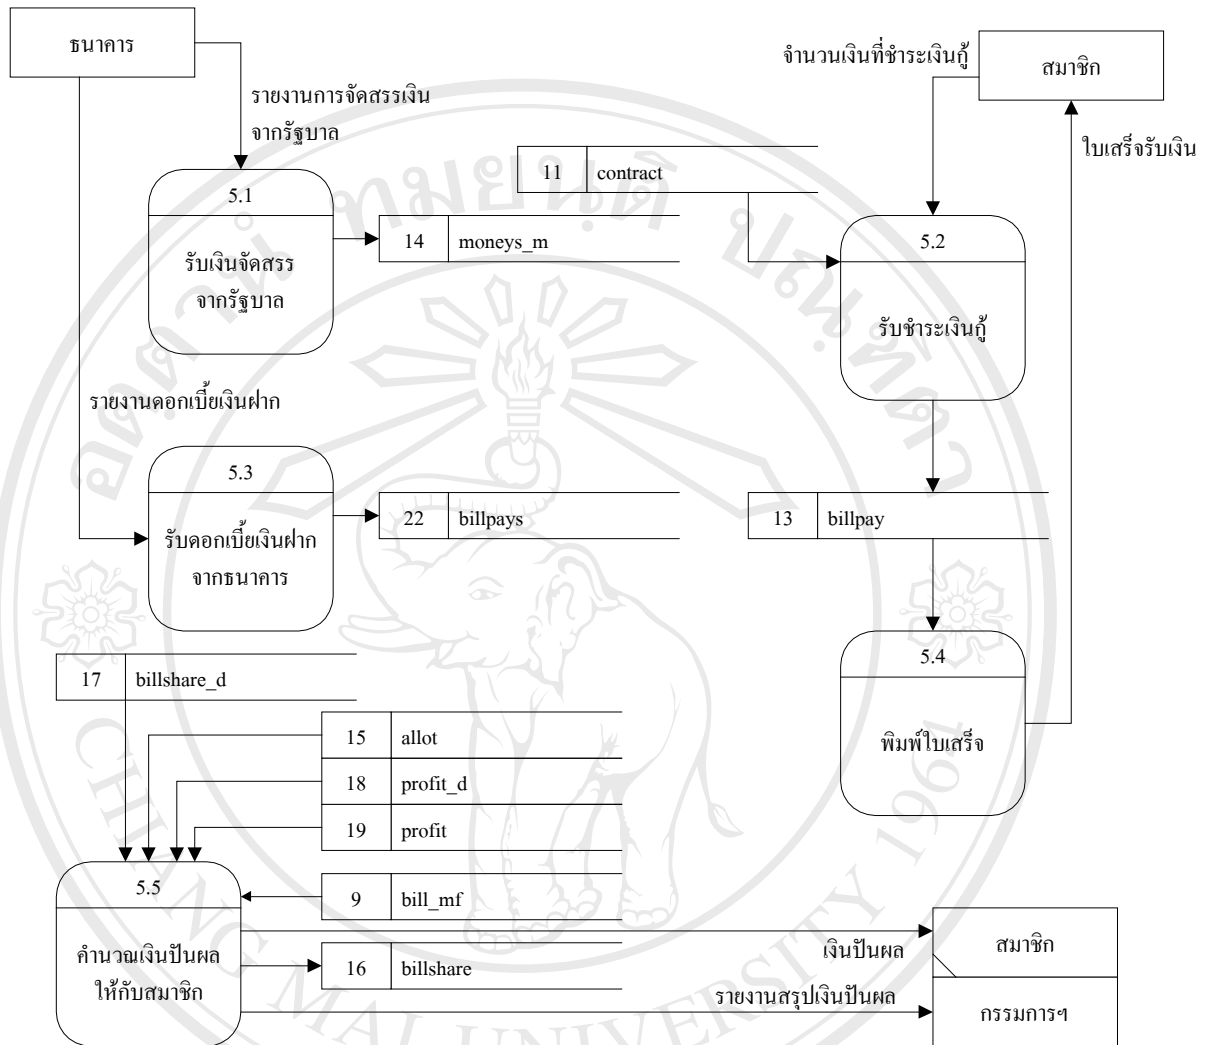 ธนาคาร
จำนวนเงินที่ชำระเงินกู้
สมาชิก
รายงานการจัดสรรเงิน
จากรัฐบาล
ใบเสร็จรับเงิน
11 contract
5.1
รับเงินจัดสรร
จากรัฐบาล
14 moneys_m
5.2
รับชำระเงินกู้
รายงานดอกเบี้ยเงินฝาก
5.3
รับดอกเบี้ยเงินฝาก
จากธนาคาร
22 billpays
13 billpay
5.4
พิมพ์ใบเสร็จ
17 billshare_d
15 allot
18 profit_d
19 profit
5.5
คำนวณเงินปันผล
ให้กับสมาชิก
9 bill_mf
16 billshare
เงินปันผล
สมาชิก
รายงานสรุปเงินปันผล
กรรมการฯ
CHIANG MAI UNIVERSITY 1964